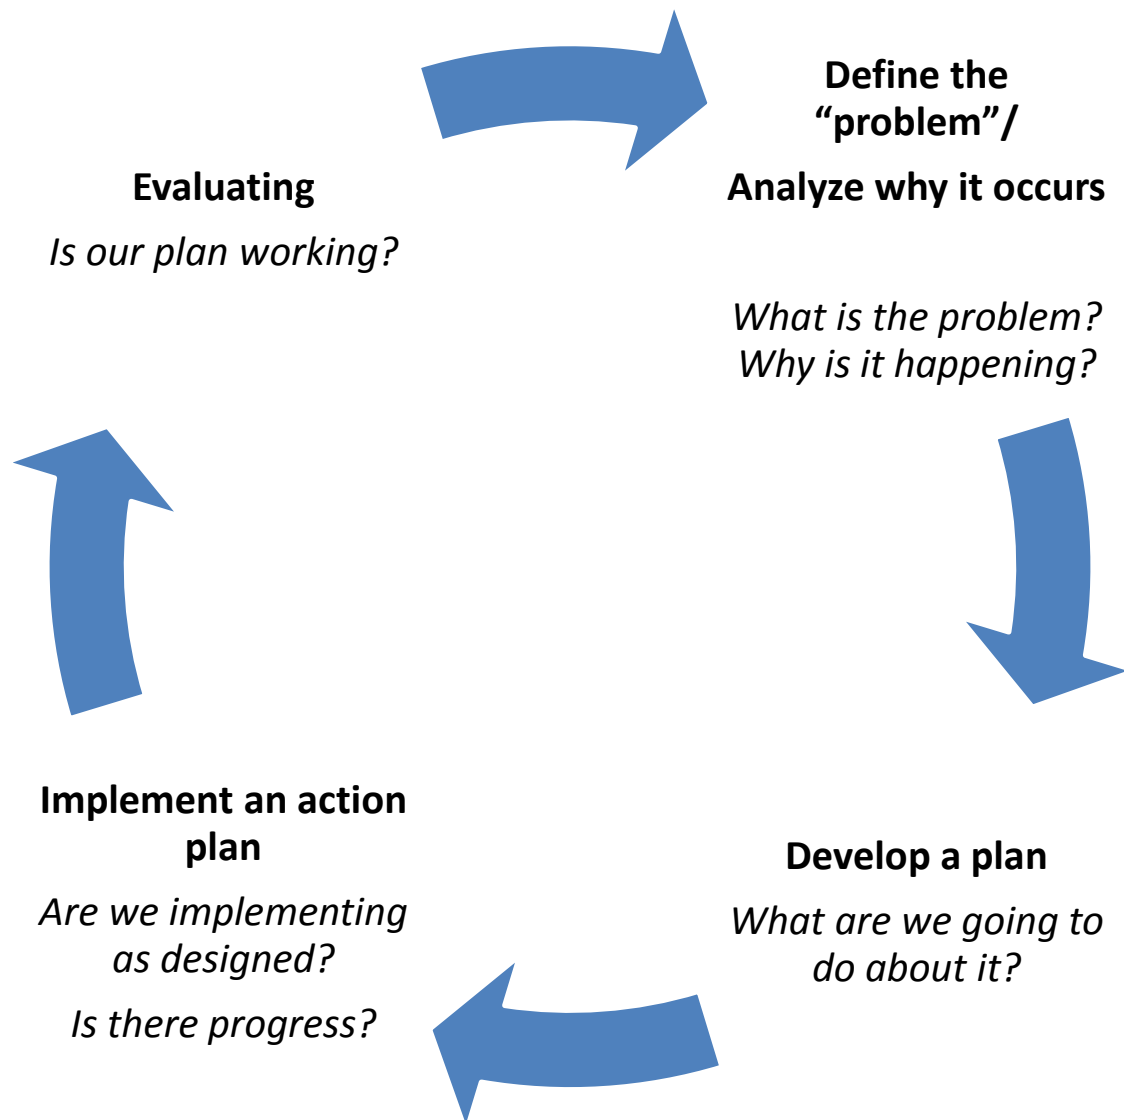 Define the
“problem”/
Analyze why it occurs
What is the problem?
Why is it happening?
Develop a plan
What are we going to
do about it?
Implement an action
plan
Are we implementing
as designed?
Is there progress?
Evaluating
Is our plan working?